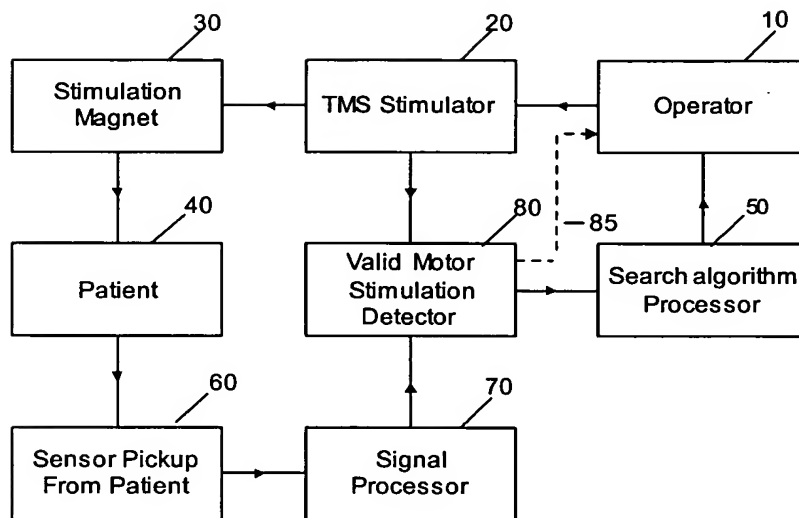 30
20
10
Stimulation
Magnet
TMS Stimulator
Operator
40
80
85
50
Patient
Valid Motor
Stimulation
Detector
Search algorithm
Processor
60
70
Sensor Pickup
From Patient
Signal
Processor